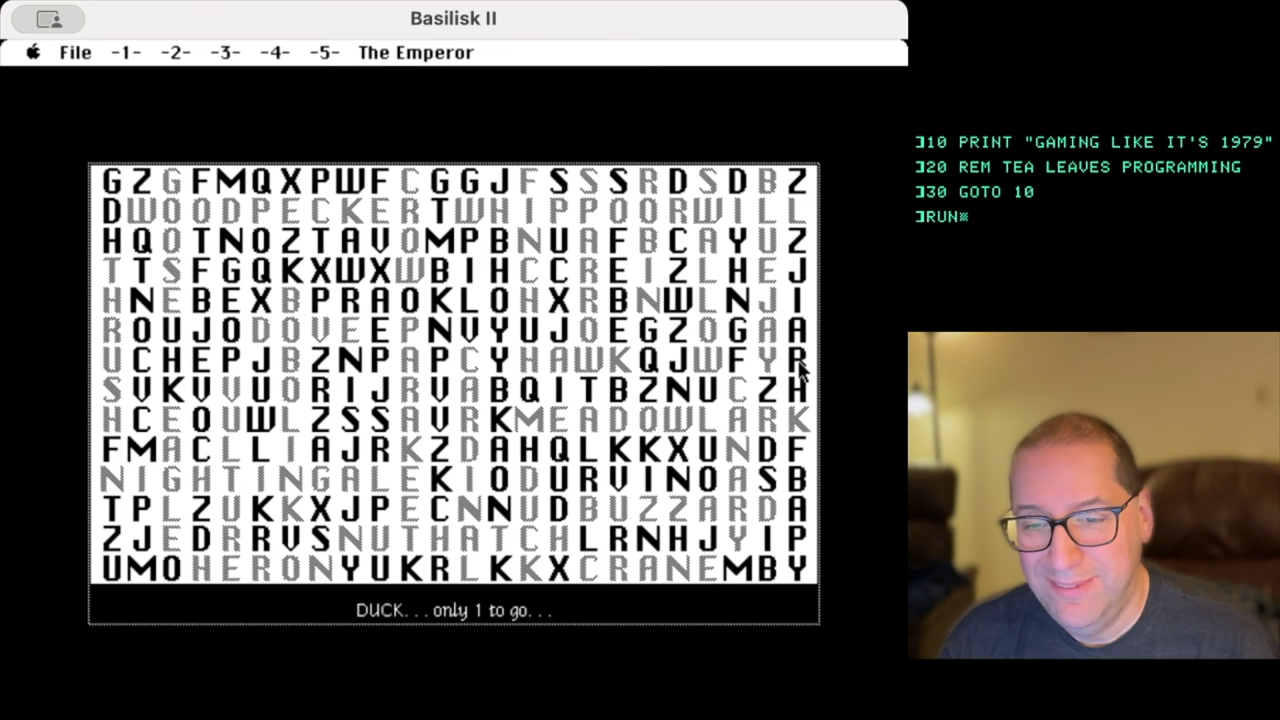 Basilisk II
File -1- -2- -3- -4- -5- The Emperor
G Z G F M Q X P W F C G G J F S S S R D S D B Z
D W O O D P E C K E R T W H I P P O O R W I L L
H Q O T N O Z T A V O M P B N U A F B C A Y U Z
T T S F G Q K X W X W B I H C C R E I Z L H E J
H N E B E X B P R A O K L O H X R B N W L N J I
R O U J O D O V E E P N V Y U J O E G Z O G A A
U C H E P J B Z N P A P C Y H A W K Q J W F Y R
S V K V V U O R I J R V A B Q I T B Z N U C Z H
H C E O U W L Z S S A V R K M E A D O W L A R K
F M A C L L I A J R K Z D A H Q L K K X U N D F
N I G H T I N G A L E K I O D U R V I N O A S B
T P L Z U K K X J P E C N N U D B U Z Z A R D A
Z J E D R R V S N U T H A T C H L R N H J Y I P
U M O H E R O N Y U K R L K K X C R A N E M B Y
DUCK. . . only 1 to go. . .
]10 PRINT "GAMING LIKE IT'S 1979"
]20 REM TEA LEAVES PROGRAMMING
]30 GOTO 10
]RUN